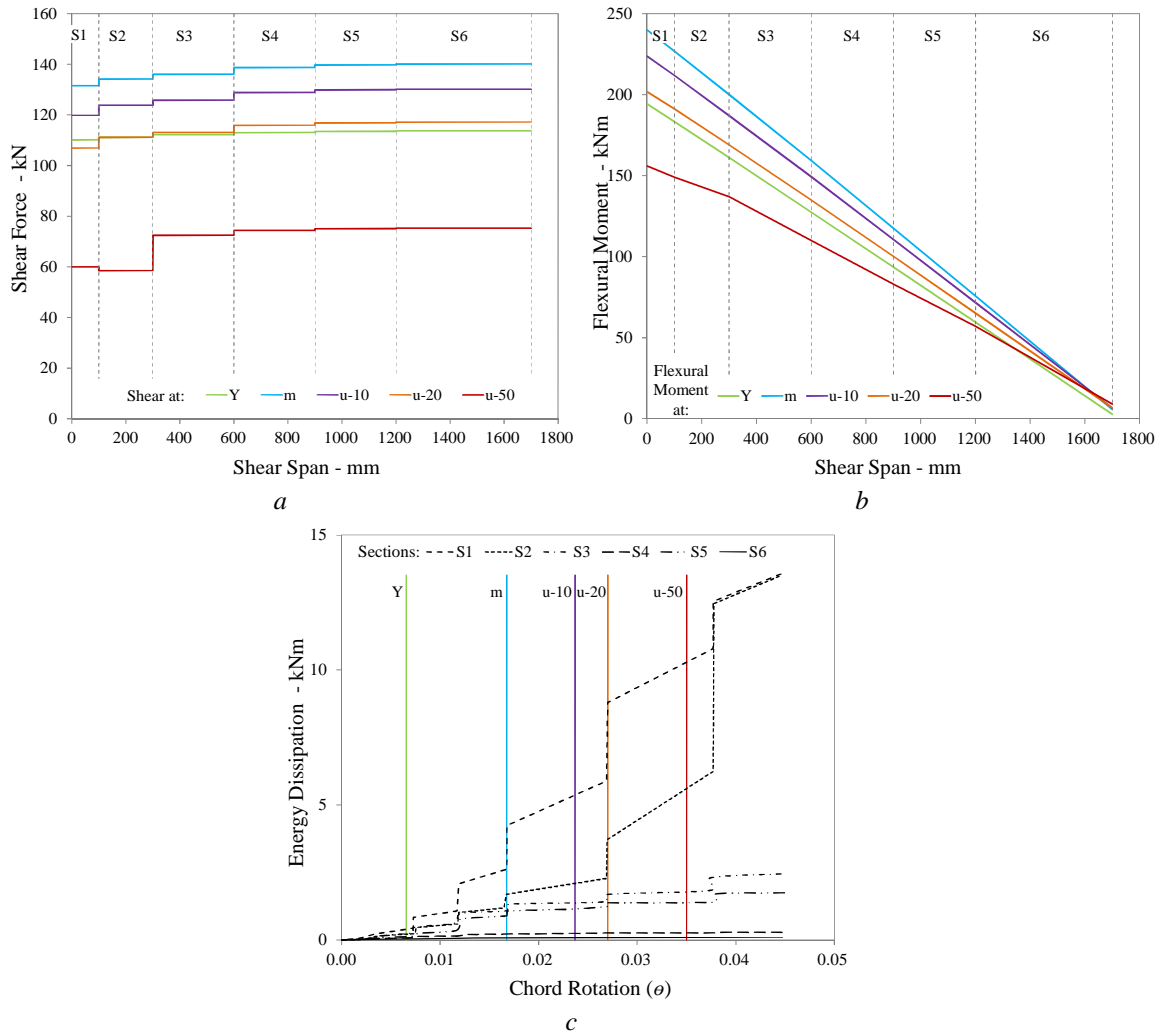 160
140
120
100
80
60
40
20
0
Shear Force - kN
S1 S2 S3 S4 S5 S6
Shear at: Y m u-10 u-20 u-50
0 200 400 600 800 1000 1200 1400 1600 1800
Shear Span - mm
a
250
200
150
100
50
0
Flexural Moment - kNm
S1 S2 S3 S4 S5 S6
Flexural
Moment
at: Y m u-10 u-20 u-50
0 200 400 600 800 1000 1200 1400 1600 1800
Shear Span - mm
b
15
10
5
0
Energy Dissipation - kNm
Sections: S1 S2 S3 S4 S5 S6
Y m u-10 u-20 u-50
0.00 0.01 0.02 0.03 0.04 0.05
Chord Rotation (ɵ)
c